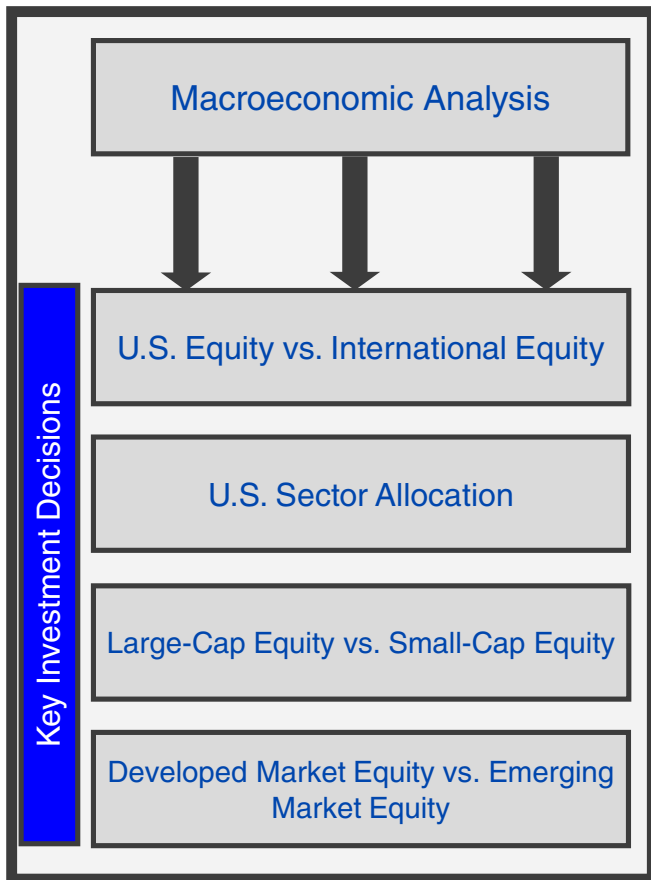 Macroeconomic Analysis
Key Investment Decisions
U.S. Equity vs. International Equity
U.S. Sector Allocation
Large-Cap Equity vs. Small-Cap Equity
Developed Market Equity vs. Emerging
Market Equity